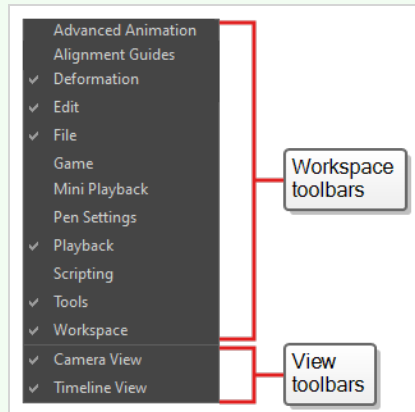 Advanced Animation
Alignment Guides
Deformation
Edit
File
Game
Mini Playback
Pen Settings
Playback
Scripting
Tools
Workspace
Camera View
Timeline View
Workspace
toolbars
View
toolbars